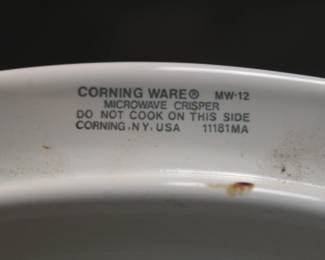 CORNING WARE® MW-12
MICROWAVE CRISPER
DO NOT COOK ON THIS SIDE
CORNING, N.Y. USA 11181MA